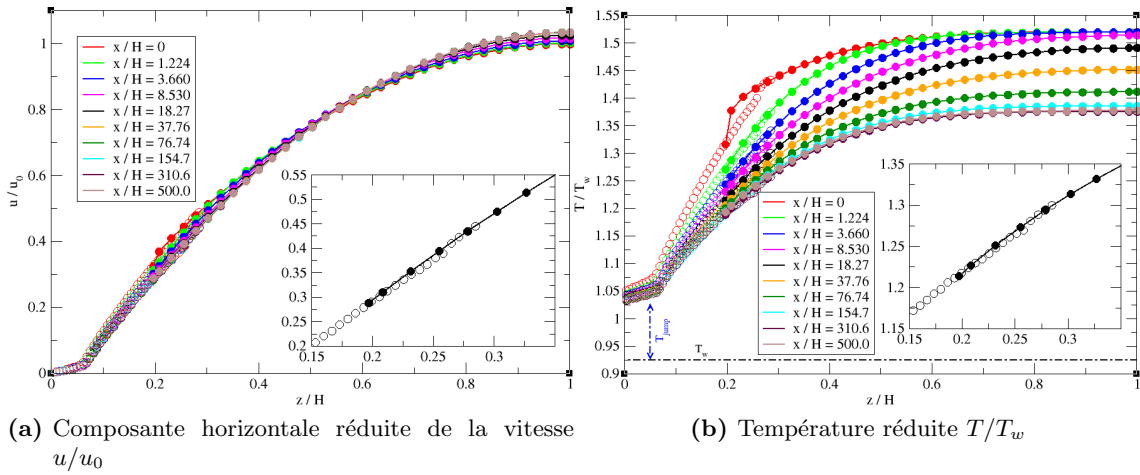 1
0.8
0.6
0.4
0.2
0
u/u0
x / H = 0
x / H = 1.224
x / H = 3.660
x / H = 8.530
x / H = 18.27
x / H = 37.76
x / H = 76.74
x / H = 154.7
x / H = 310.6
x / H = 500.0
0.55
0.5
0.45
0.4
0.35
0.3
0.25
0.2
0.15 0.2 0.25 0.3
0 0.2 0.4 0.6 0.8 1
z / H
(a) Composante horizontale réduite de la vitesse
u/u0
1.55
1.5
1.45
1.4
1.35
1.3
1.25
1.2
1.15
1.1
1.05
1
0.95
0.9
T / Tw
x / H = 0
x / H = 1.224
x / H = 3.660
x / H = 8.530
x / H = 18.27
x / H = 37.76
x / H = 76.74
x / H = 154.7
x / H = 310.6
x / H = 500.0
1.35
1.3
1.25
1.2
1.15
0.15 0.2 0.25 0.3
Tjump
Tw
0 0.2 0.4 0.6 0.8 1
z / H
(b) Température réduite T/Tw